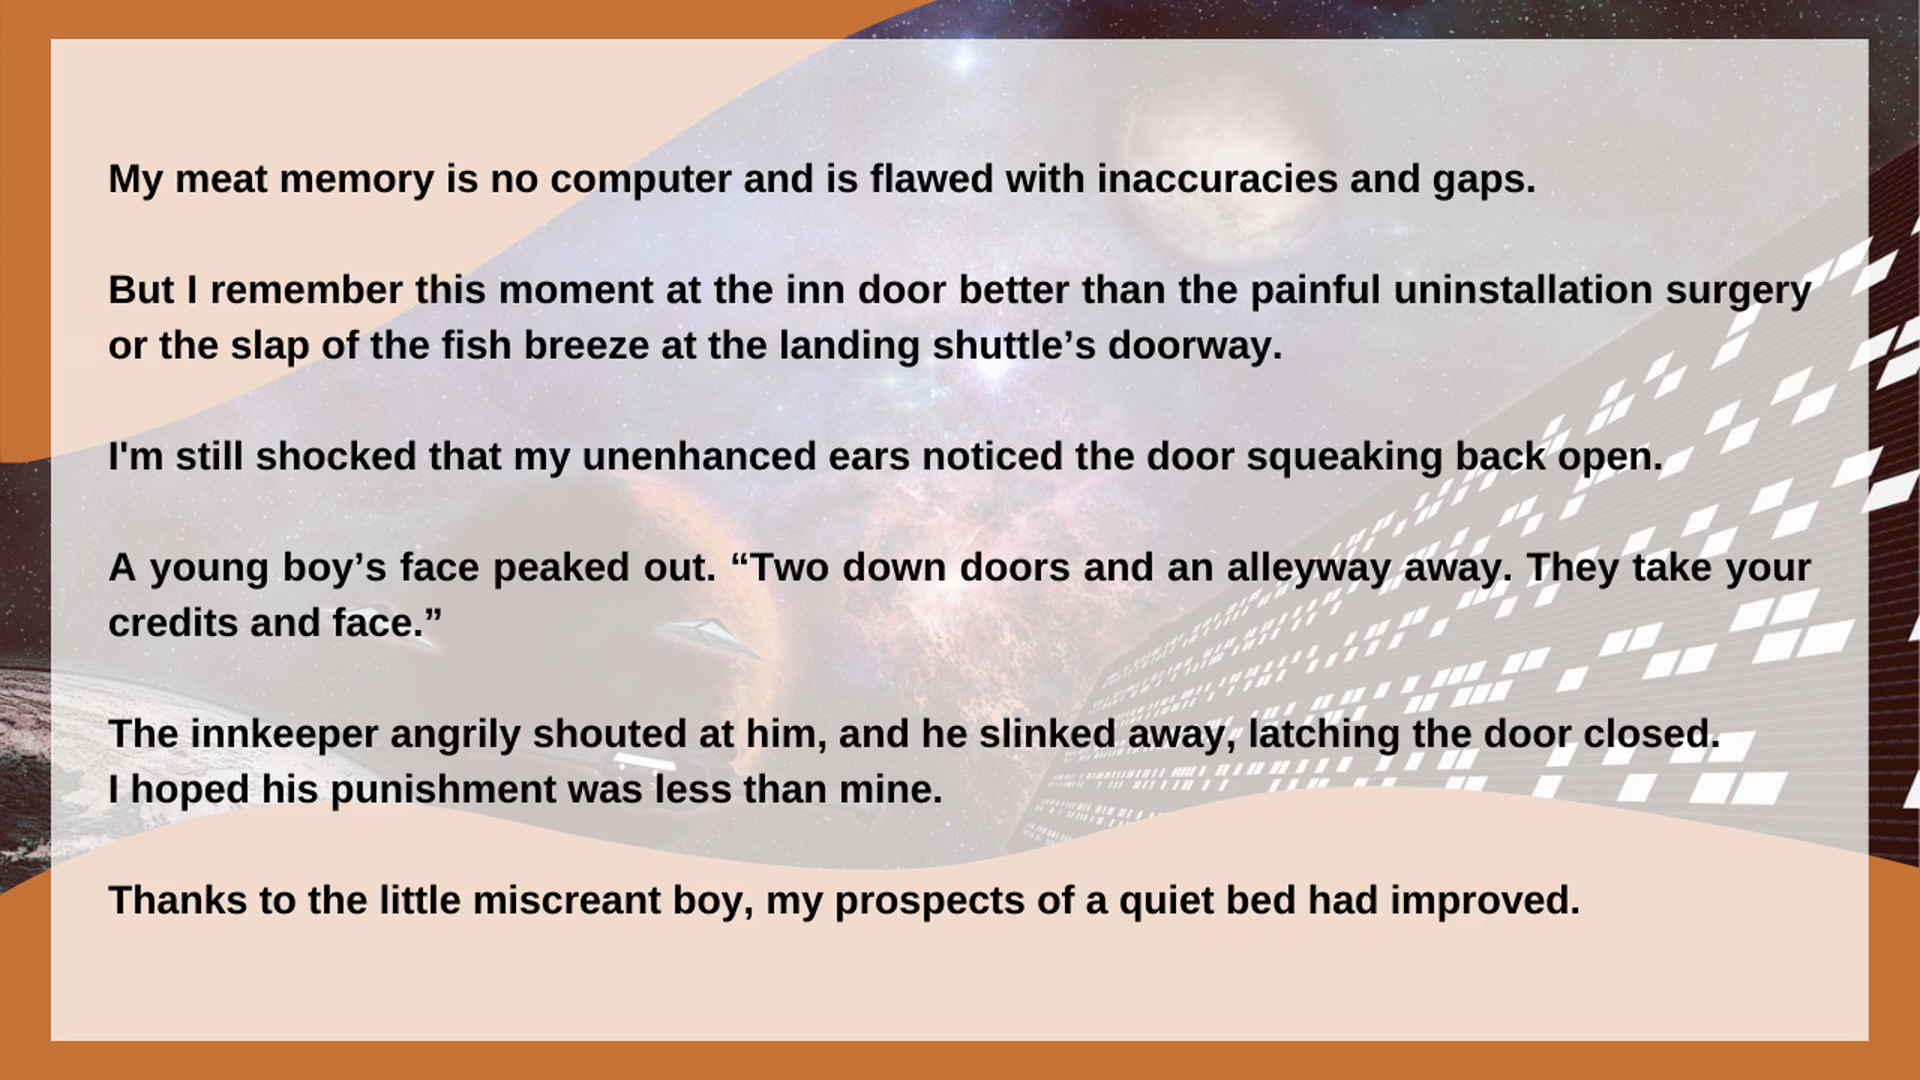 My meat memory is no computer and is flawed with inaccuracies and gaps.
But I remember this moment at the inn door better than the painful uninstallation surgery
or the slap of the fish breeze at the landing shuttle’s doorway.
I'm still shocked that my unenhanced ears noticed the door squeaking back open.
A young boy’s face peaked out. “Two down doors and an alleyway away. They take your
credits and face.”
The innkeeper angrily shouted at him, and he slinked away, latching the door closed.
I hoped his punishment was less than mine.
Thanks to the little miscreant boy, my prospects of a quiet bed had improved.